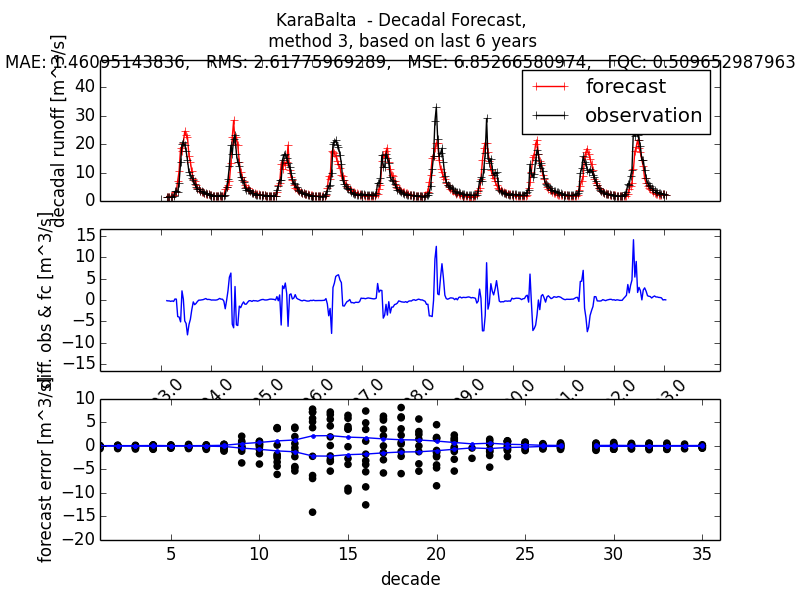 KaraBalta - Decadal Forecast,
method 3, based on last 6 years
RMS: 2.61775969289, MSE: 6.85266580974, FQC: 0.509652987963
decadal runoff [m^3/s]
40
30
20
10
0
forecast
observation
diff. obs & fc [m^3/s]
15
10
5
0
−5
−10
−15
forecast error [m^3/s]
10
5
0
−5
−10
−15
−20
5 10 15 20 25 30 35
decade